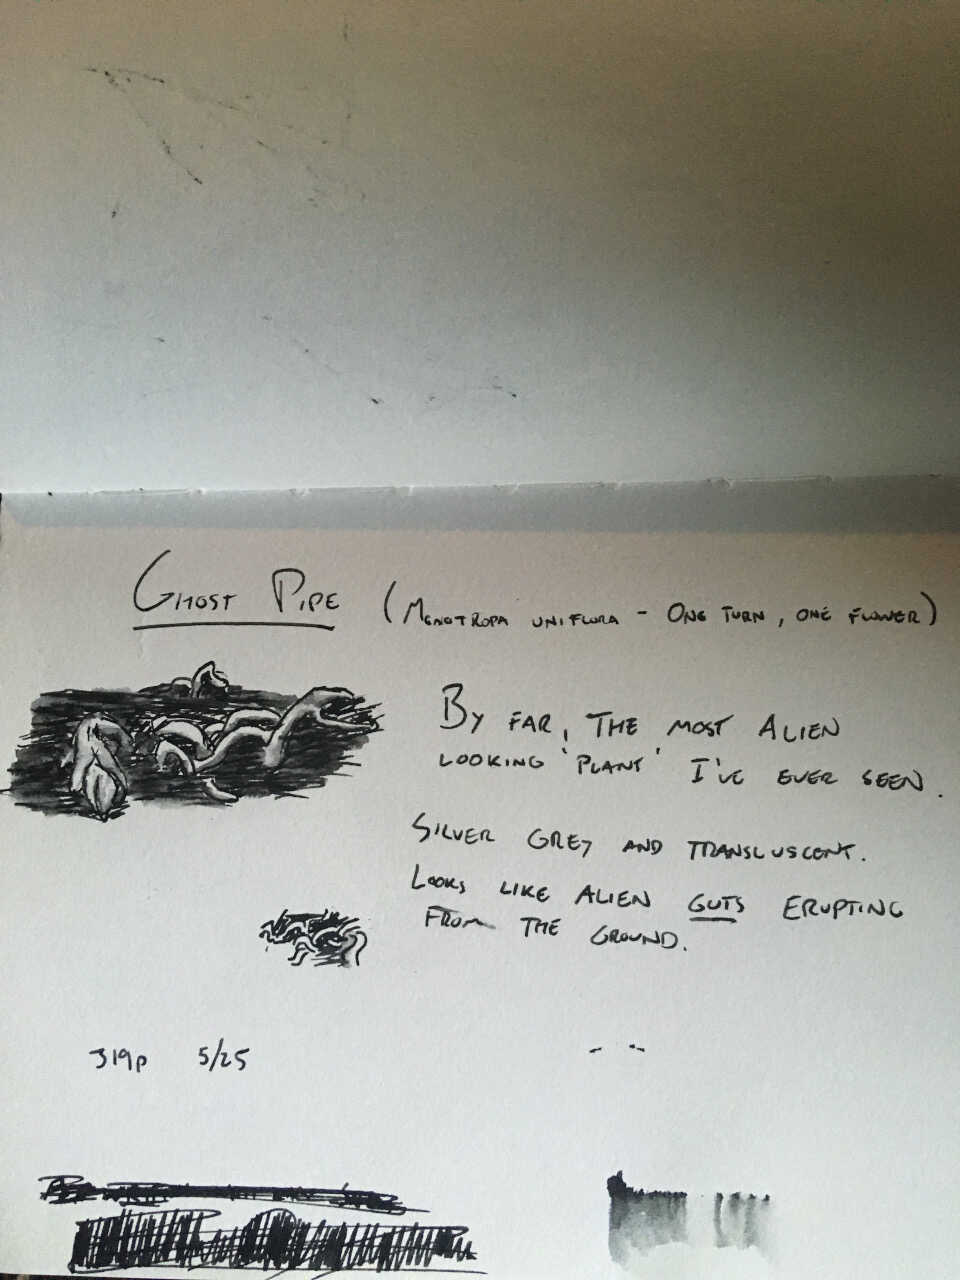 GHOST PIPE (MONOTROPA UNIFLORA - ONE TURN, ONE FLOWER)
BY FAR, THE MOST ALIEN
LOOKING 'PLANT' I'VE EVER SEEN.
SILVER GREY AND TRANSLUSCENT.
LOOKS LIKE ALIEN GUTS ERUPTING
FROM THE GROUND.
319p 5/25